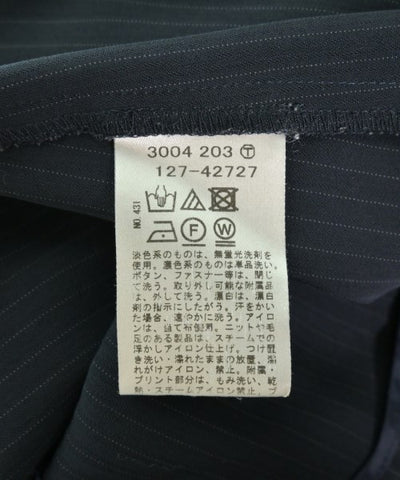 3004 203 Ⓣ
127-42727
NO.431
F
W
淡色系のものは、無蛍光洗剤を
使用。濃色系のものは単品洗い。
ボタン、ファスナー等は、閉じ
て洗う。取り外し可能な附属品
は、外して洗う。漂白は、漂白
剤の指示にしたがう。汗をかい
た場合、速やかに洗う。アイロ
ンは、当て布使用。ニットや毛
足のある製品は、スチームでの
浮かしアイロン仕上げ。つけ置
き洗い・濡れたままの放置、濡
れがけアイロン、禁止。附属・
プリント部分は、もみ洗い、乾
熱・スチームアイロン、禁止。